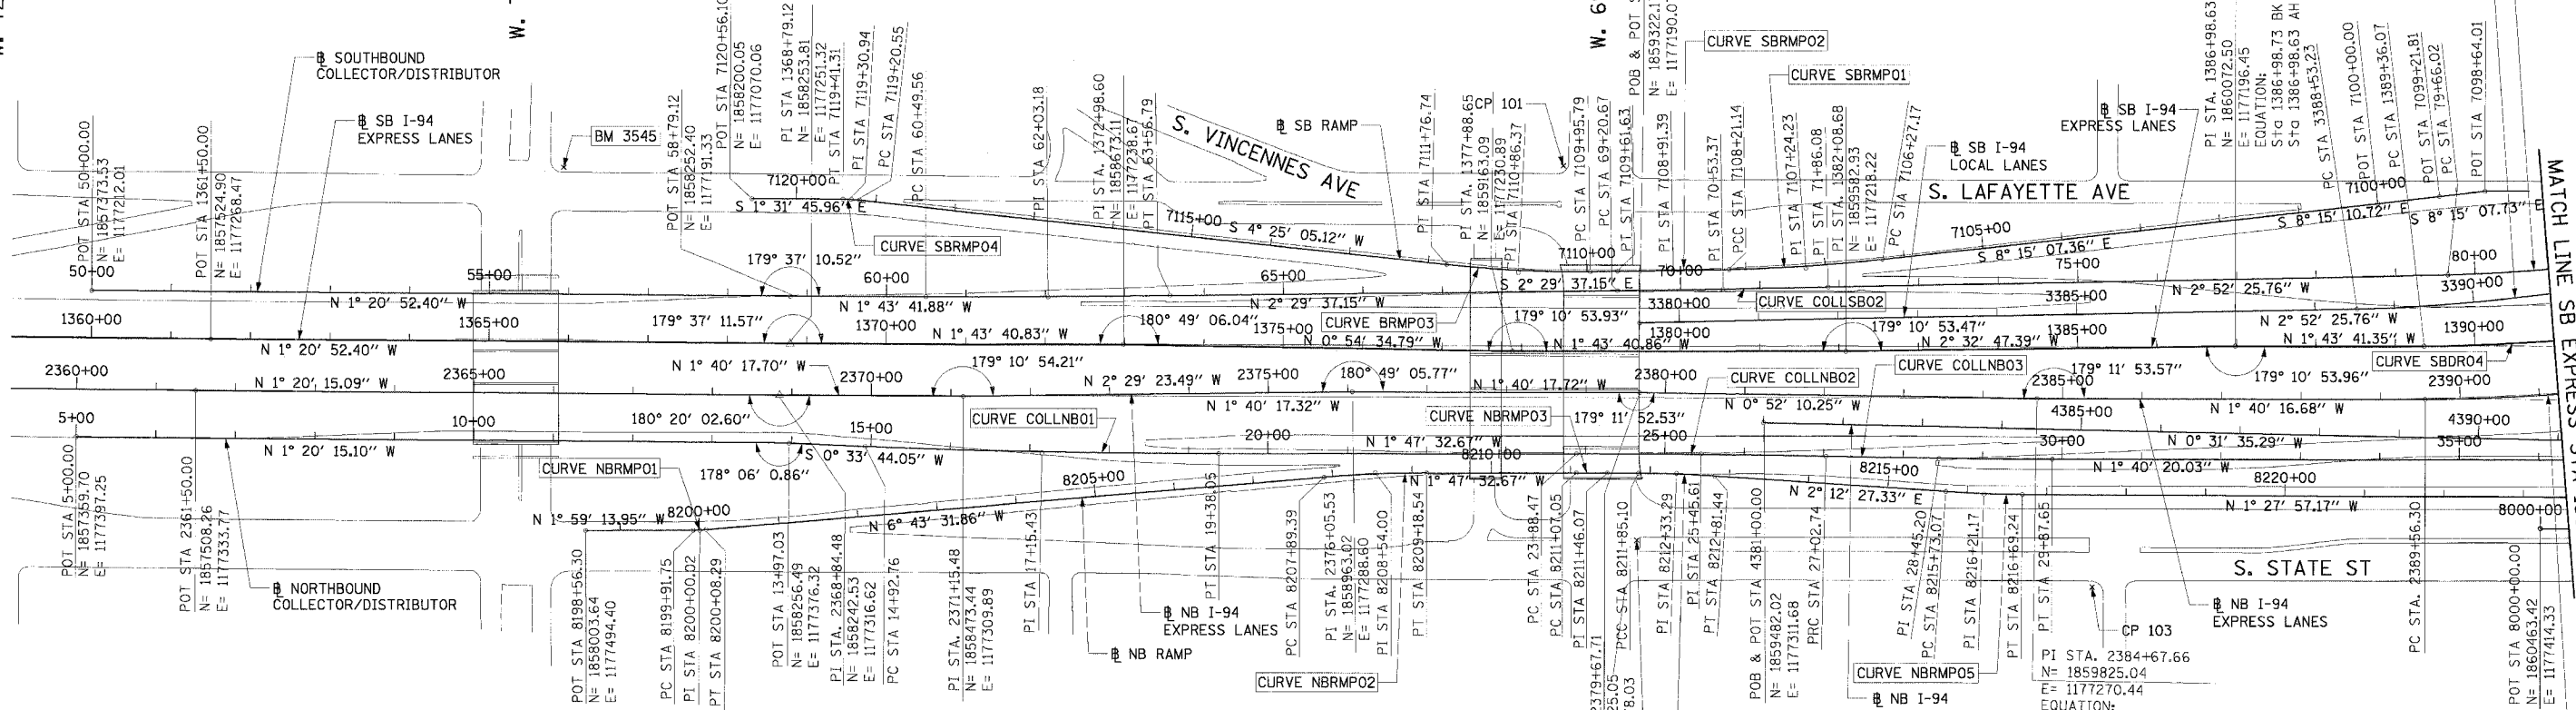 W.
W. 6
℄ SOUTHBOUND
COLLECTOR/DISTRIBUTOR
℄ SB I-94
EXPRESS LANES
BM 3545
POT STA 50+00.00
N= 1857373.53
E= 1177212.01
POT STA 1361+50.00
N= 1857524.90
E= 1177268.47
POT STA 58+79.12
N= 1858252.40
E= 1177191.33
POT STA 7120+56.10
N= 1858200.05
E= 1177070.06
PI STA 1368+79.12
N= 1858253.81
E= 1177251.32
PT STA 7119+41.31
PI STA 7119+30.94
PC STA 7119+20.55
PC STA 60+49.56
PI STA 62+03.18
PI STA. 1372+98.60
N= 1858673.11
E= 1177238.67
PT STA 63+56.79
S. VINCENNES AVE
℄ SB RAMP
PT STA 7111+76.74
PI STA. 1377+88.65
N= 1859163.09
E= 1177230.89
PI STA 7110+86.37
CP 101
PC STA 7109+95.79
PC STA 69+20.67
PT STA 7109+61.63
POB & POT S
N= 1859322.1
E= 1177190.0
PI STA 7108+91.39
CURVE SBRMP02
PI STA 70+53.37
PCC STA 7108+21.14
CURVE SBRMP01
PI STA 7107+24.23
PT STA 71+86.08
PI STA. 1382+08.68
N= 1859582.93
E= 1177218.22
PC STA 7106+27.17
℄ SB I-94
LOCAL LANES
S. LAFAYETTE AVE
℄ SB I-94
EXPRESS LANES
PI STA. 1386+98.63
N= 1860072.50
E= 1177196.45
EQUATION:
Sta 1386+98.73 BK
Sta 1386+98.63 AH
PC STA 3388+53.23
POT STA 7100+00.00
PC STA 1389+36.07
POT STA 7099+21.81
PC STA 79+66.02
POT STA 7098+64.01
MATCH LINE SB EXPRESS STA
7120+00
S 1° 31' 45.96" E
CURVE SBRMP04
7115+00
S 4° 25' 05.12" W
7110+00
S 2° 29' 37.15" E
7105+00
S 8° 15' 07.36" E
7100+00
S 8° 15' 10.72" E
S 8° 15' 07.73" E
50+00
55+00
60+00
65+00
70+00
75+00
80+00
N 1° 20' 52.40" W
179° 37' 10.52"
N 1° 43' 41.88" W
N 2° 29' 37.15" W
CURVE COLLSB02
N 2° 52' 25.76" W
3380+00
3385+00
3390+00
N 2° 52' 25.76" W
1360+00
1365+00
1370+00
1375+00
1380+00
1385+00
1390+00
N 1° 20' 52.40" W
179° 37' 11.57"
N 1° 43' 40.83" W
180° 49' 06.04"
CURVE BRMP03
N 0° 54' 34.79" W
179° 10' 53.93"
N 1° 43' 40.86" W
179° 10' 53.47"
N 2° 32' 47.39" W
N 1° 43' 41.35" W
179° 10' 53.96"
CURVE SBDR04
2360+00
2365+00
2370+00
2375+00
2380+00
2385+00
2390+00
N 1° 20' 15.09" W
N 1° 40' 17.70" W
179° 10' 54.21"
N 2° 29' 23.49" W
180° 49' 05.77"
N 1° 40' 17.32" W
N 1° 40' 17.72" W
CURVE COLLNB02
CURVE COLLNB03
179° 11' 53.57"
N 0° 52' 10.25" W
N 1° 40' 16.68" W
4385+00
4390+00
5+00
10+00
15+00
20+00
25+00
30+00
35+00
N 1° 20' 15.10" W
180° 20' 02.60"
CURVE COLLNB01
CURVE NBRMP03
179° 11' 52.53"
N 1° 47' 32.67" W
N 0° 31' 35.29" W
S 0° 33' 44.05" W
178° 06' 0.86"
CURVE NBRMP01
N 1° 40' 20.03" W
N 1° 59' 13.95" W
8200+00
N 6° 43' 31.86" W
8205+00
8210+00
N 1° 47' 32.67" W
N 2° 12' 27.33" E
8215+00
8220+00
N 1° 27' 57.17" W
8000+00
POT STA 5+00.00
N= 1857359.70
E= 1177397.25
POT STA 2361+50.00
N= 1857508.26
E= 1177333.77
℄ NORTHBOUND
COLLECTOR/DISTRIBUTOR
POT STA 8198+56.30
N= 1858003.64
E= 1177494.40
PC STA 8199+91.75
PI STA 8200+00.02
PT STA 8200+08.29
POT STA 13+97.03
N= 1858256.49
E= 1177376.32
PI STA. 2368+84.48
N= 1858242.53
E= 1177316.62
PC STA 14+92.76
PI STA. 2371+15.48
N= 1858473.44
E= 1177309.89
PI STA 17+15.43
℄ NB RAMP
℄ NB I-94
EXPRESS LANES
PT STA 19+38.05
PC STA 8207+89.39
PI STA. 2376+05.53
N= 1858963.02
E= 1177288.60
PI STA 8208+54.00
PT STA 8209+18.54
CURVE NBRMP02
PC STA 23+88.47
PC STA 8211+07.05
PI STA 8211+46.07
2379+67.71
25.05
78.03
PCC STA 8211+85.10
PI STA 8212+33.29
PI STA 25+45.61
PT STA 8212+81.44
POB & POT STA 4381+00.00
N= 1859482.02
E= 1177311.68
PRC STA 27+02.74
CURVE NBRMP05
℄ NB I-94
PI STA 28+45.20
PC STA 8215+73.07
PI STA 8216+21.17
PT STA 8216+69.24
PT STA 29+87.65
CP 103
PI STA. 2384+67.66
N= 1859825.04
E= 1177270.44
EQUATION:
S. STATE ST
℄ NB I-94
EXPRESS LANES
PC STA. 2389+56.30
POT STA 8000+00.00
N= 1860463.42
E= 1177414.33